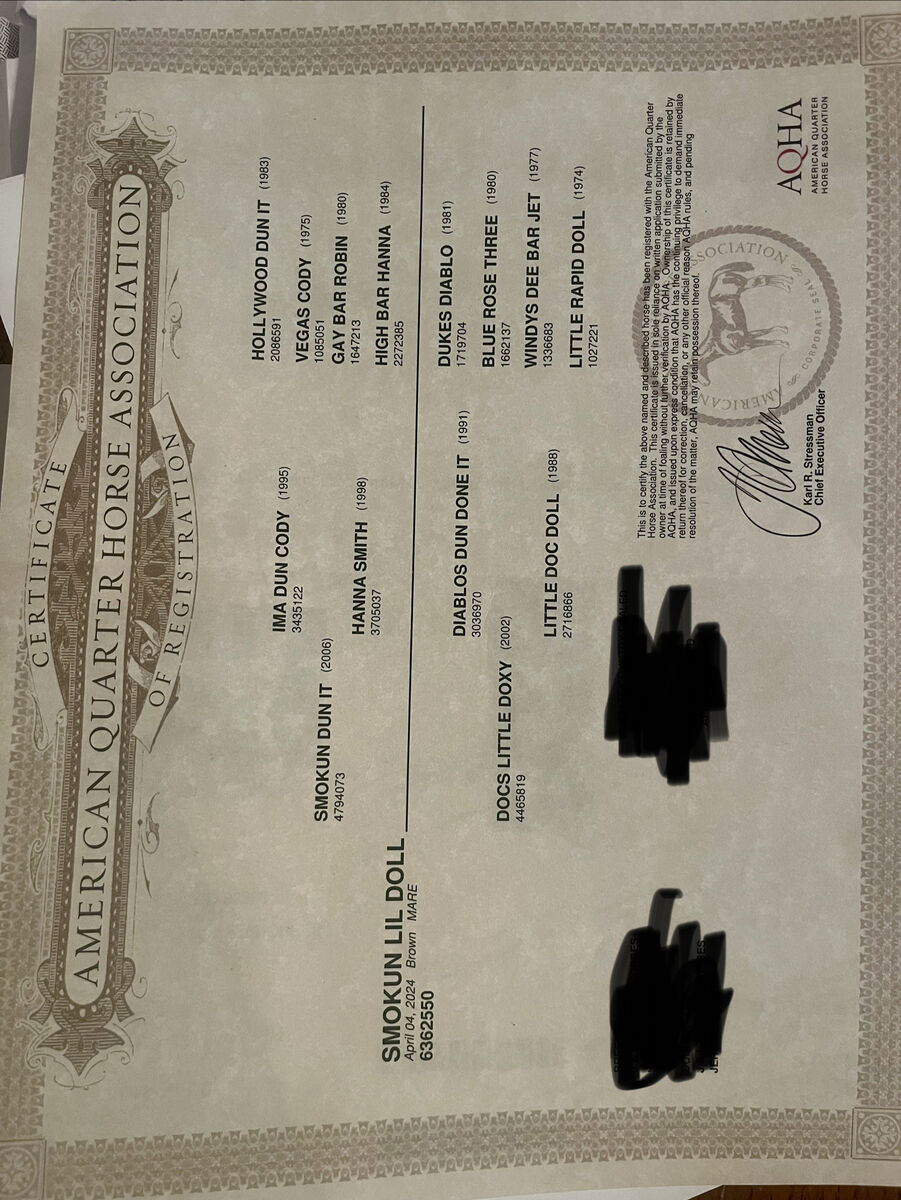 CERTIFICATE
AMERICAN QUARTER HORSE ASSOCIATION
OF REGISTRATION
HOLLYWOOD DUN IT (1983)
2086591
IMA DUN CODY (1995)
3435122
VEGAS CODY (1975)
1085051
SMOKUN DUN IT (2006)
4794073
GAY BAR ROBIN (1980)
1647213
HANNA SMITH (1998)
3705037
HIGH BAR HANNA (1984)
2272385
SMOKUN LIL DOLL
April 04, 2024 Brown MARE
6362550
DUKES DIABLO (1981)
1719704
DIABLOS DUN DONE IT (1991)
3036970
BLUE ROSE THREE (1980)
1662137
DOCS LITTLE DOXY (2002)
4465819
WINDYS DEE BAR JET (1977)
1336683
LITTLE DOC DOLL (1988)
2716866
LITTLE RAPID DOLL (1974)
1027221
This is to certify the above named and described horse has been registered with the American Quarter
Horse Association. This certificate is issued in sole reliance on written application submitted by the
owner at time of foaling without further verification by AQHA. Ownership of this certificate is retained by
AQHA, and issued upon express condition that AQHA has the continuing privilege to demand immediate
return thereof for correction, cancellation, or any other official reason AQHA rules, and pending
resolution of the matter, AQHA may retain possession thereof.
AMERICAN
SOCIATION
CORPORATE SEAL
Karl R. Stressman
Chief Executive Officer
AQHA
AMERICAN QUARTER
HORSE ASSOCIATION